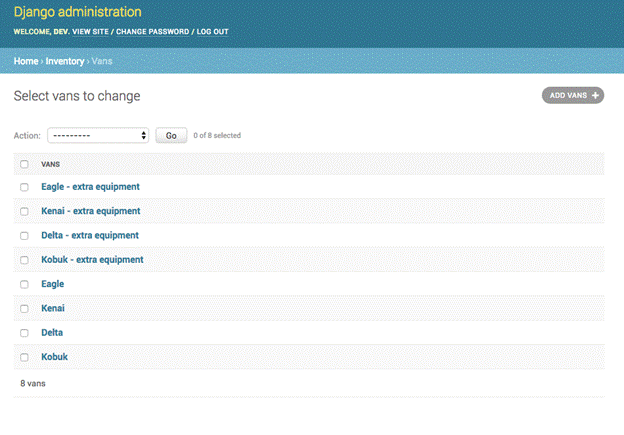 Django administration
WELCOME, DEV. VIEW SITE / CHANGE PASSWORD / LOG OUT
Home › Inventory › Vans
Select vans to change
ADD VANS +
Action: --------- Go 0 of 8 selected
VANS
Eagle - extra equipment
Kenai - extra equipment
Delta - extra equipment
Kobuk - extra equipment
Eagle
Kenai
Delta
Kobuk
8 vans